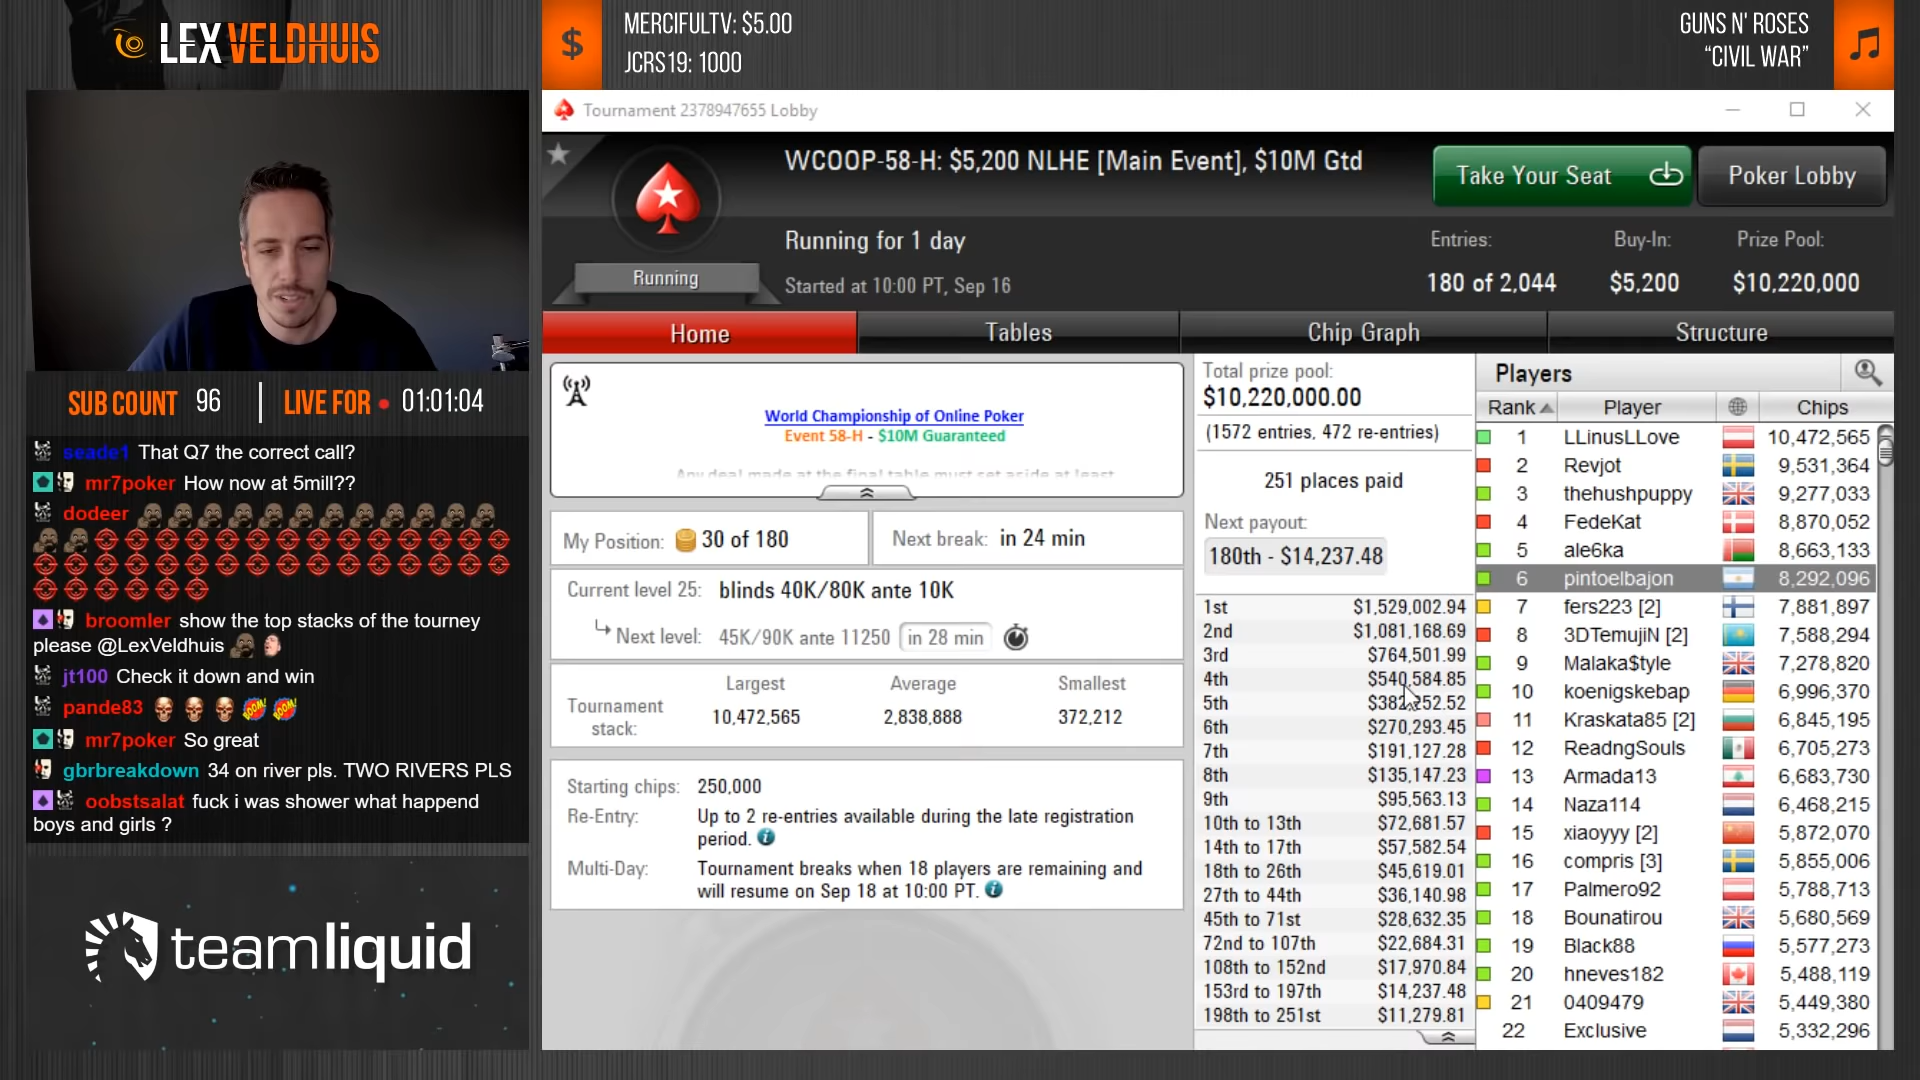 LEX VELDHUIS
$
MERCIFULTV: $5.00
JCRS19: 1000
GUNS N' ROSES
“CIVIL WAR”
SUB COUNT 96
LIVE FOR 01:01:04
seade1 That Q7 the correct call?
mr7poker How now at 5mill??
dodeer
broomler show the top stacks of the tourney
please @LexVeldhuis
jt100 Check it down and win
pande83
mr7poker So great
gbrbreakdown 34 on river pls. TWO RIVERS PLS
oobstsalat fuck i was shower what happend
boys and girls ?
teamliquid
Tournament 2378947655 Lobby
WCOOP-58-H: $5,200 NLHE [Main Event], $10M Gtd
Take Your Seat
Poker Lobby
Running for 1 day
Running
Started at 10:00 PT, Sep 16
Entries: Buy-In: Prize Pool:
180 of 2,044 $5,200 $10,220,000
Home Tables Chip Graph Structure
World Championship of Online Poker
Event 58-H - $10M Guaranteed
Any deal made at the final table must set aside at least
My Position: 30 of 180
Next break: in 24 min
Current level 25: blinds 40K/80K ante 10K
Next level: 45K/90K ante 11250 in 28 min
Largest Average Smallest
Tournament
stack:
10,472,565 2,838,888 372,212
Starting chips: 250,000
Re-Entry: Up to 2 re-entries available during the late registration
period.
Multi-Day: Tournament breaks when 18 players are remaining and
will resume on Sep 18 at 10:00 PT.
Total prize pool:
$10,220,000.00
(1572 entries, 472 re-entries)
251 places paid
Next payout:
180th - $14,237.48
1st $1,529,002.94
2nd $1,081,168.69
3rd $764,501.99
4th $540,584.85
5th $382,252.52
6th $270,293.45
7th $191,127.28
8th $135,147.23
9th $95,563.13
10th to 13th $72,681.57
14th to 17th $57,582.54
18th to 26th $45,619.01
27th to 44th $36,140.98
45th to 71st $28,632.35
72nd to 107th $22,684.31
108th to 152nd $17,970.84
153rd to 197th $14,237.48
198th to 251st $11,279.81
Players
Rank Player Chips
1 LLinusLLove 10,472,565
2 Revjot 9,531,364
3 thehushpuppy 9,277,033
4 FedeKat 8,870,052
5 ale6ka 8,663,133
6 pintoelbajon 8,292,096
7 fers223 [2] 7,881,897
8 3DTemujiN [2] 7,588,294
9 Malaka$tyle 7,278,820
10 koenigskebap 6,996,370
11 Kraskata85 [2] 6,845,195
12 ReadngSouls 6,705,273
13 Armada13 6,683,730
14 Naza114 6,468,215
15 xiaoyyy [2] 5,872,070
16 compris [3] 5,855,006
17 Palmero92 5,788,713
18 Bounatirou 5,680,569
19 Black88 5,577,273
20 hneves182 5,488,119
21 0409479 5,449,380
22 Exclusive 5,332,296